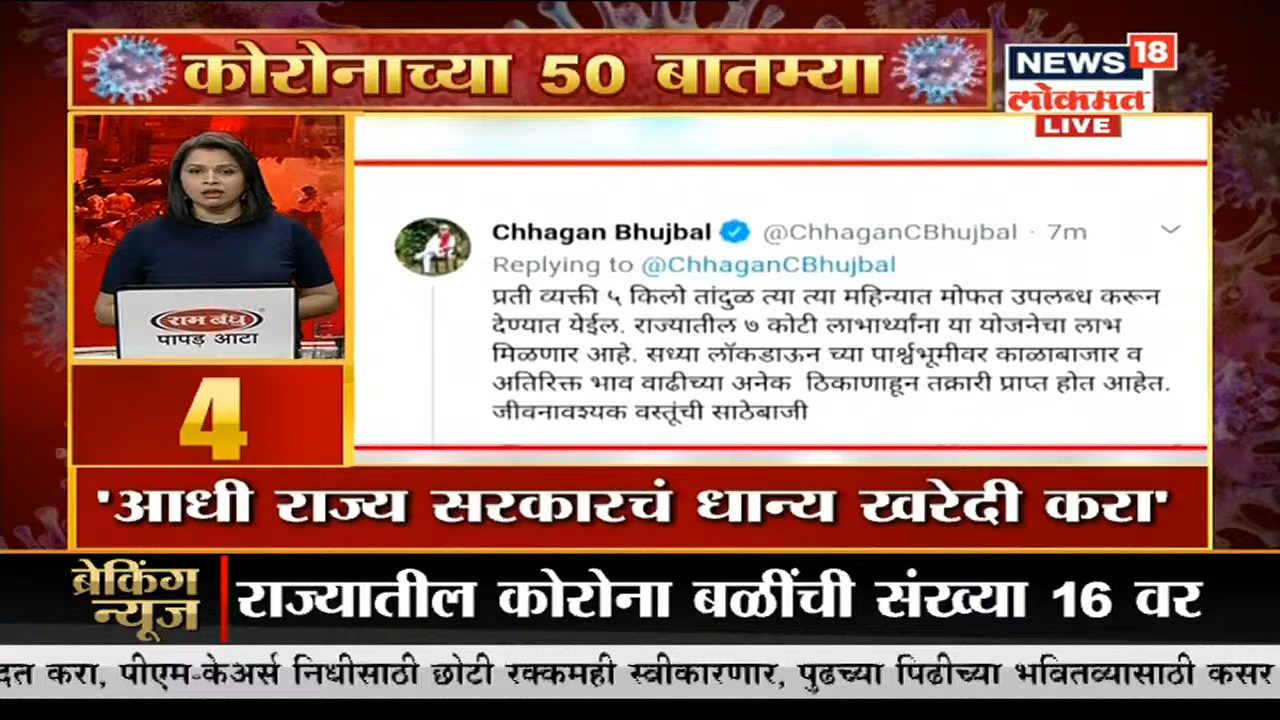 कोरोनाच्या 50 बातम्या
NEWS 18
लोकमत
LIVE
Chhagan Bhujbal @ChhaganCBhujbal · 7m
Replying to @ChhaganCBhujbal
प्रती व्यक्ती ५ किलो तांदुळ त्या त्या महिन्यात मोफत उपलब्ध करून
देण्यात येईल. राज्यातील ७ कोटी लाभार्थ्यांना या योजनेचा लाभ
मिळणार आहे. सध्या लॉकडाऊन च्या पार्श्वभूमीवर काळाबाजार व
अतिरिक्त भाव वाढीच्या अनेक ठिकाणाहून तक्रारी प्राप्त होत आहेत.
जीवनावश्यक वस्तूंची साठेबाजी
राम बंधु
पापड़ आटा
4
'आधी राज्य सरकारचं धान्य खरेदी करा'
ब्रेकिंग
न्यूज
राज्यातील कोरोना बळींची संख्या 16 वर
दत करा, पीएम-केअर्स निधीसाठी छोटी रक्कमही स्वीकारणार, पुढच्या पिढीच्या भवितव्यासाठी कसर